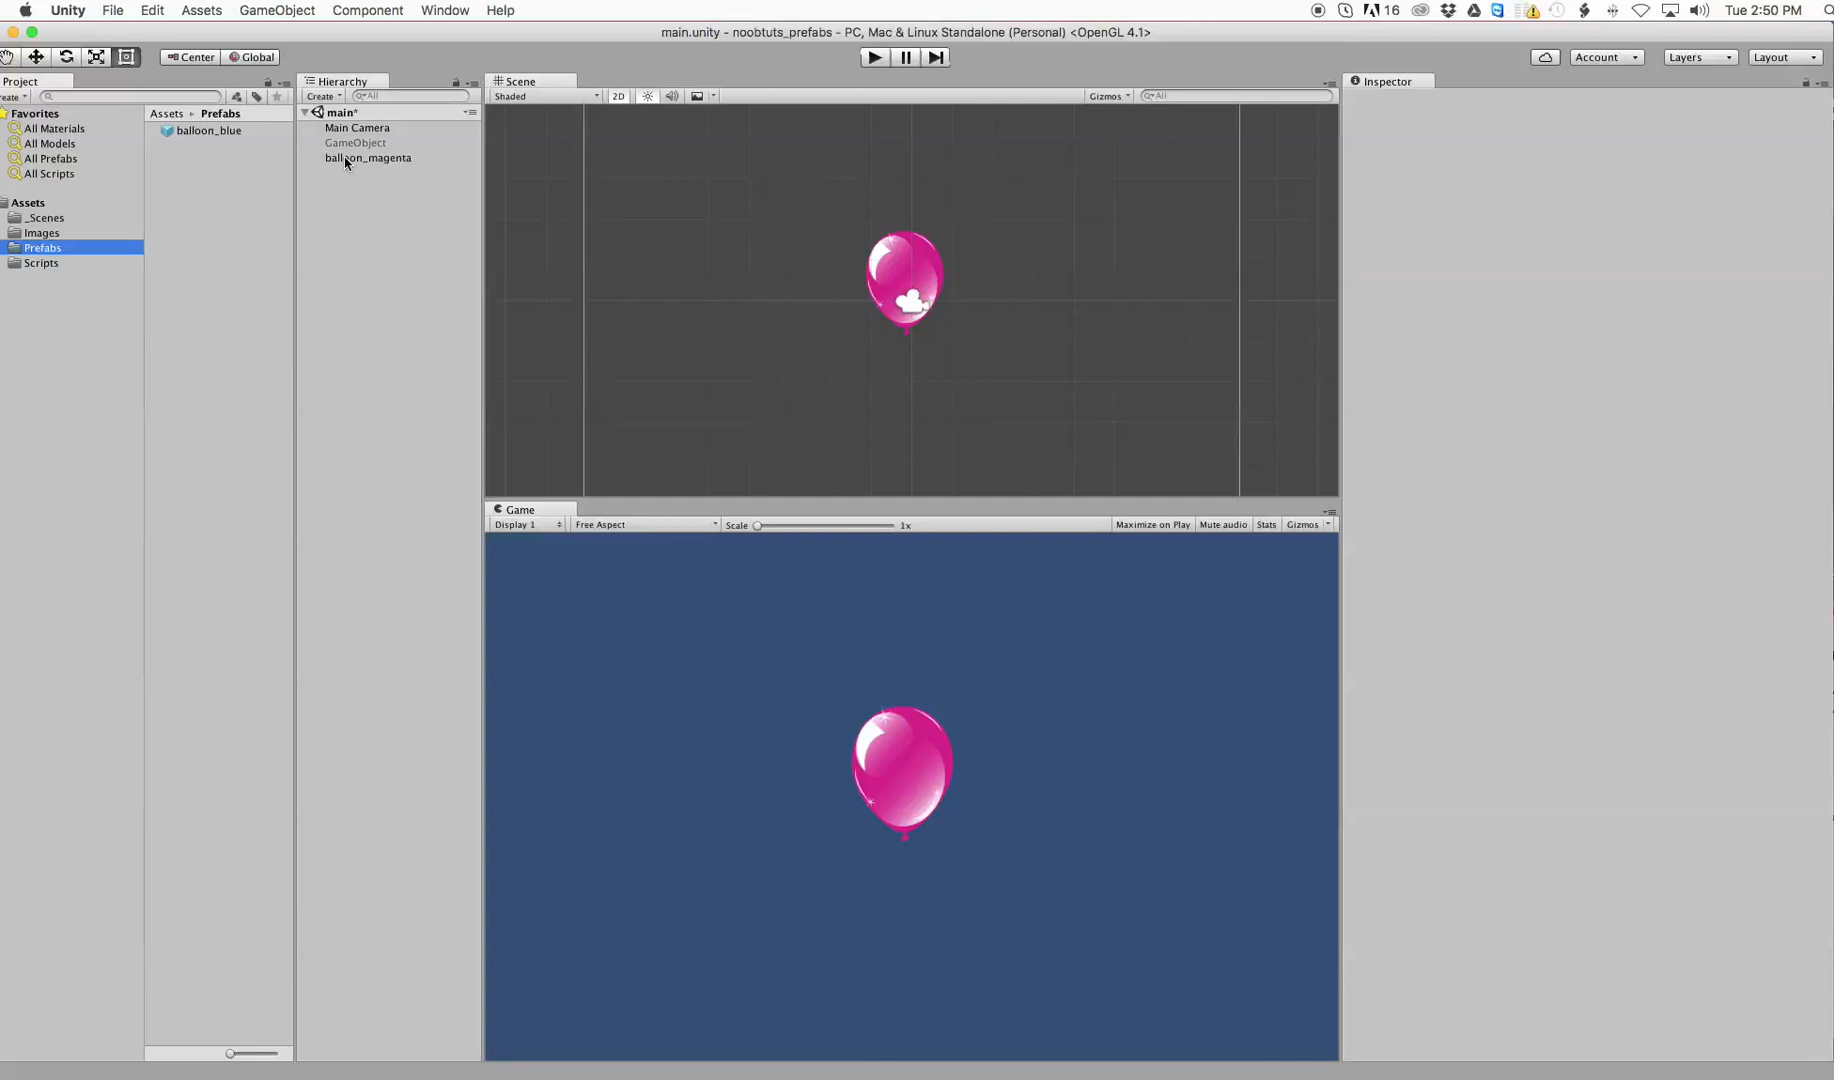 Unity File Edit Assets GameObject Component Window Help 16 Tue 2:50 PM
main.unity - noobtuts_prefabs - PC, Mac & Linux Standalone (Personal) <OpenGL 4.1>
Center Global Account Layers Layout
Project Hierarchy Scene Inspector
reate Create All Shaded 2D Gizmos All
Favorites
All Materials
All Models
All Prefabs
All Scripts
Assets
_Scenes
Images
Prefabs
Scripts
Assets Prefabs
balloon_blue
main*
Main Camera
GameObject
balloon_magenta
Game
Display 1 Free Aspect Scale 1x Maximize on Play Mute audio Stats Gizmos